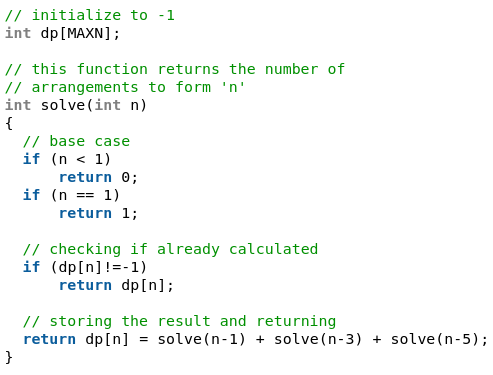 // initialize to -1
int dp[MAXN];

// this function returns the number of
// arrangements to form 'n'
int solve(int n)
{
  // base case
  if (n < 1)
      return 0;
  if (n == 1)
      return 1;

  // checking if already calculated
  if (dp[n]!=-1)
      return dp[n];

  // storing the result and returning
  return dp[n] = solve(n-1) + solve(n-3) + solve(n-5);
}